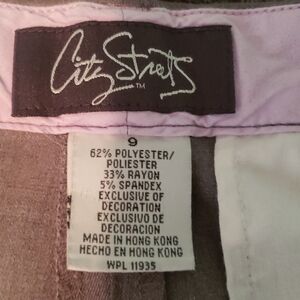 City Streets
TM
9
62% POLYESTER/
POLIESTER
33% RAYON
5% SPANDEX
EXCLUSIVE OF
DECORATION
EXCLUSIVO DE
DECORACION
MADE IN HONG KONG
HECHO EN HONG KONG
WPL 11935